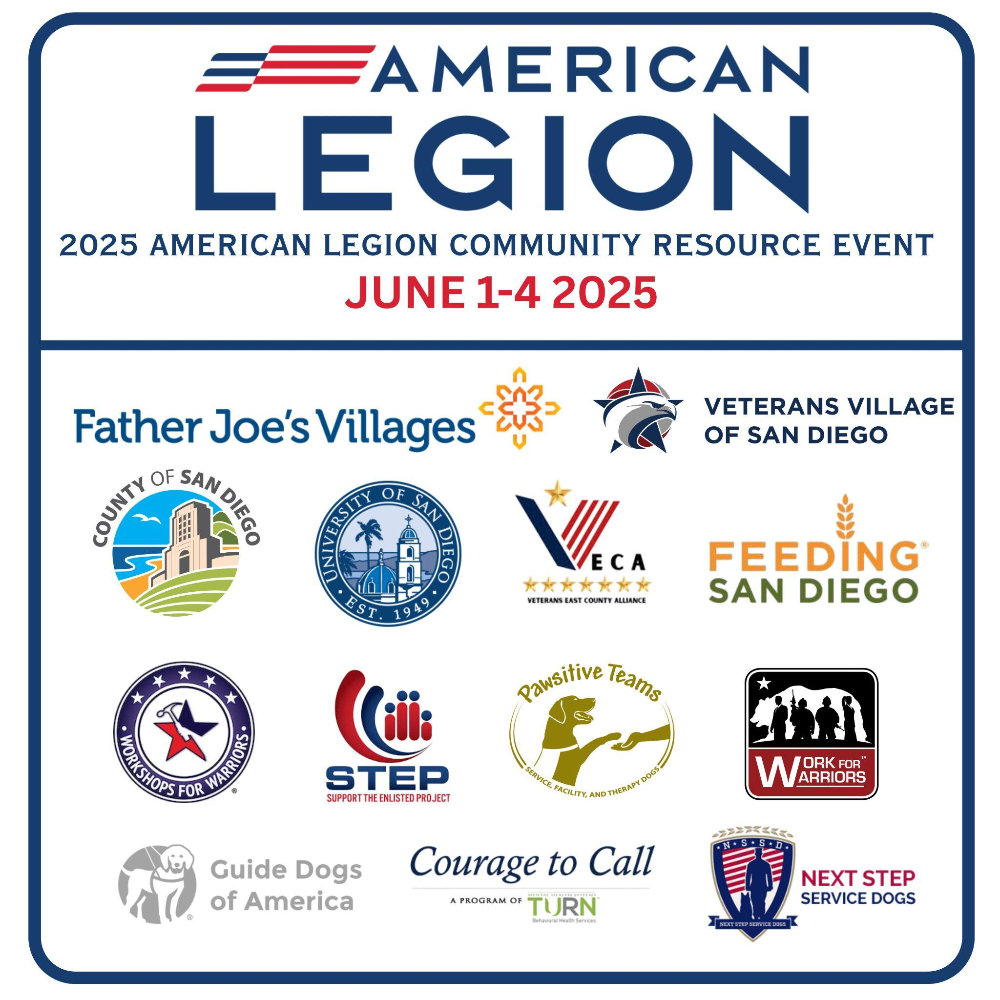 AMERICAN
LEGION
2025 AMERICAN LEGION COMMUNITY RESOURCE EVENT
JUNE 1-4 2025
Father Joe's Villages
VETERANS VILLAGE
OF SAN DIEGO
COUNTY OF SAN DIEGO
UNIVERSITY OF SAN DIEGO
· EST. 1949 ·
VECA
VETERANS EAST COUNTY ALLIANCE
FEEDING®
SAN DIEGO
· WORKSHOPS FOR WARRIORS · ®
STEP
SUPPORT THE ENLISTED PROJECT
Pawsitive Teams
SERVICE, FACILITY, AND THERAPY DOGS
WORK FOR℠
WARRIORS
Guide Dogs
of America ®
Courage to Call
A PROGRAM OF
MENTAL HEALTH SYSTEMS
TURN
Behavioral Health Services
N ★ S ★ S ★ D
NEXT STEP SERVICE DOGS
NEXT STEP
SERVICE DOGS